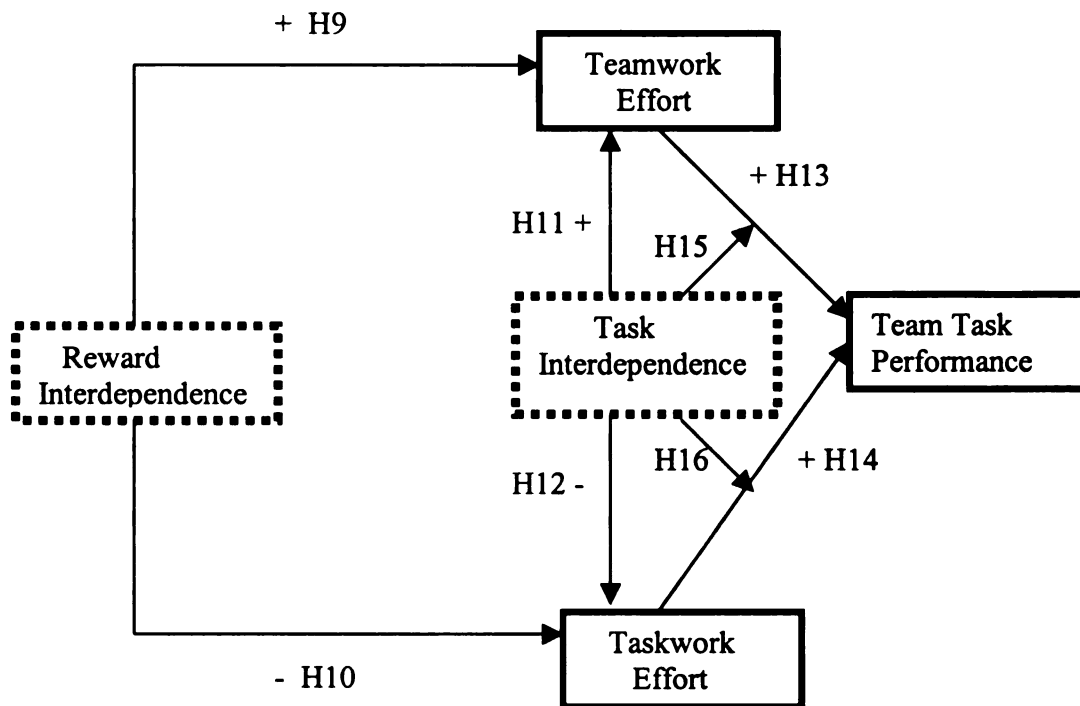 + H9
Teamwork
Effort
+ H13
H11 +
H15
Task
Interdependence
Team Task
Performance
Reward
Interdependence
H16
+ H14
H12 -
Taskwork
Effort
- H10